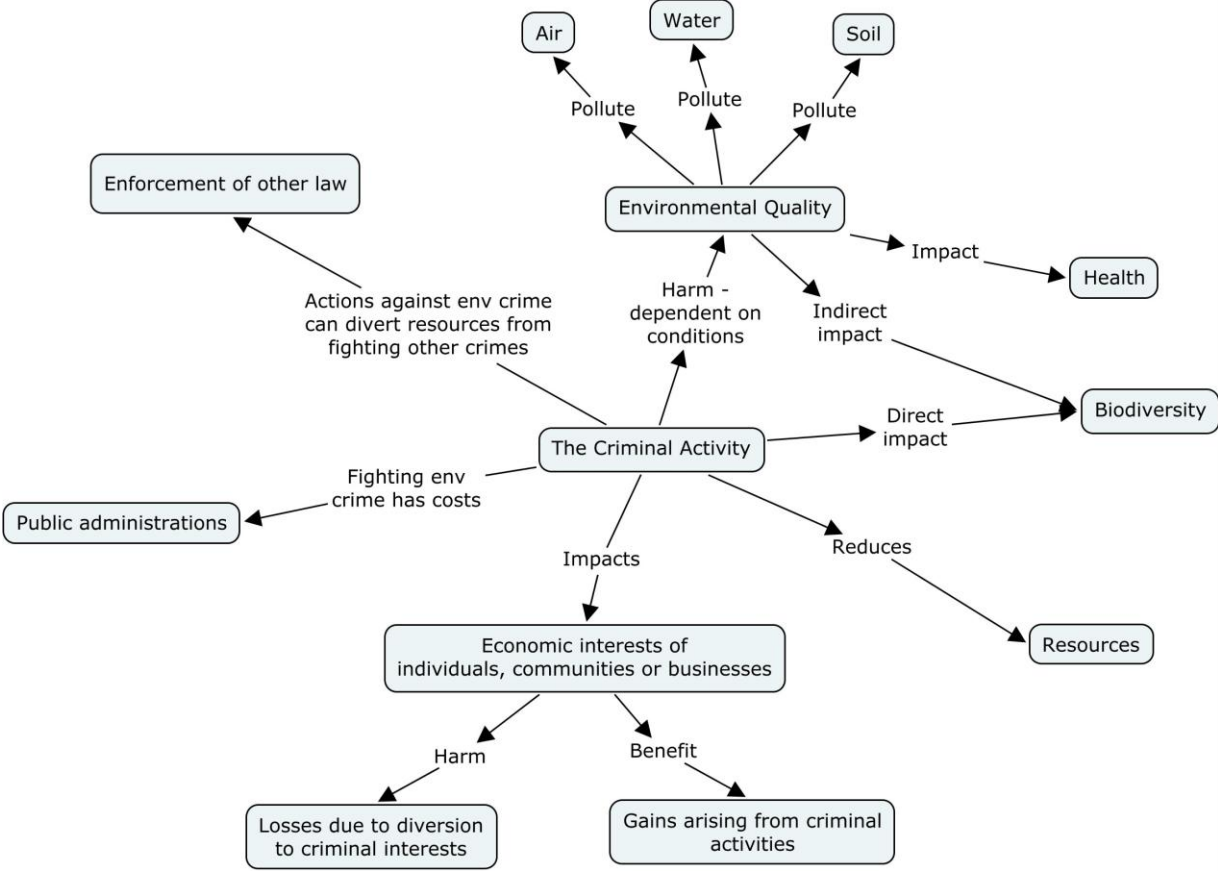 Water
Air
Soil
Pollute
Pollute
Pollute
Enforcement of other law
Environmental Quality
Impact
Health
Actions against env crime
can divert resources from
fighting other crimes
Harm -
dependent on
conditions
Indirect
impact
Biodiversity
Direct
impact
The Criminal Activity
Fighting env
crime has costs
Public administrations
Impacts
Reduces
Economic interests of
individuals, communities or businesses
Resources
Harm
Benefit
Losses due to diversion
to criminal interests
Gains arising from criminal
activities